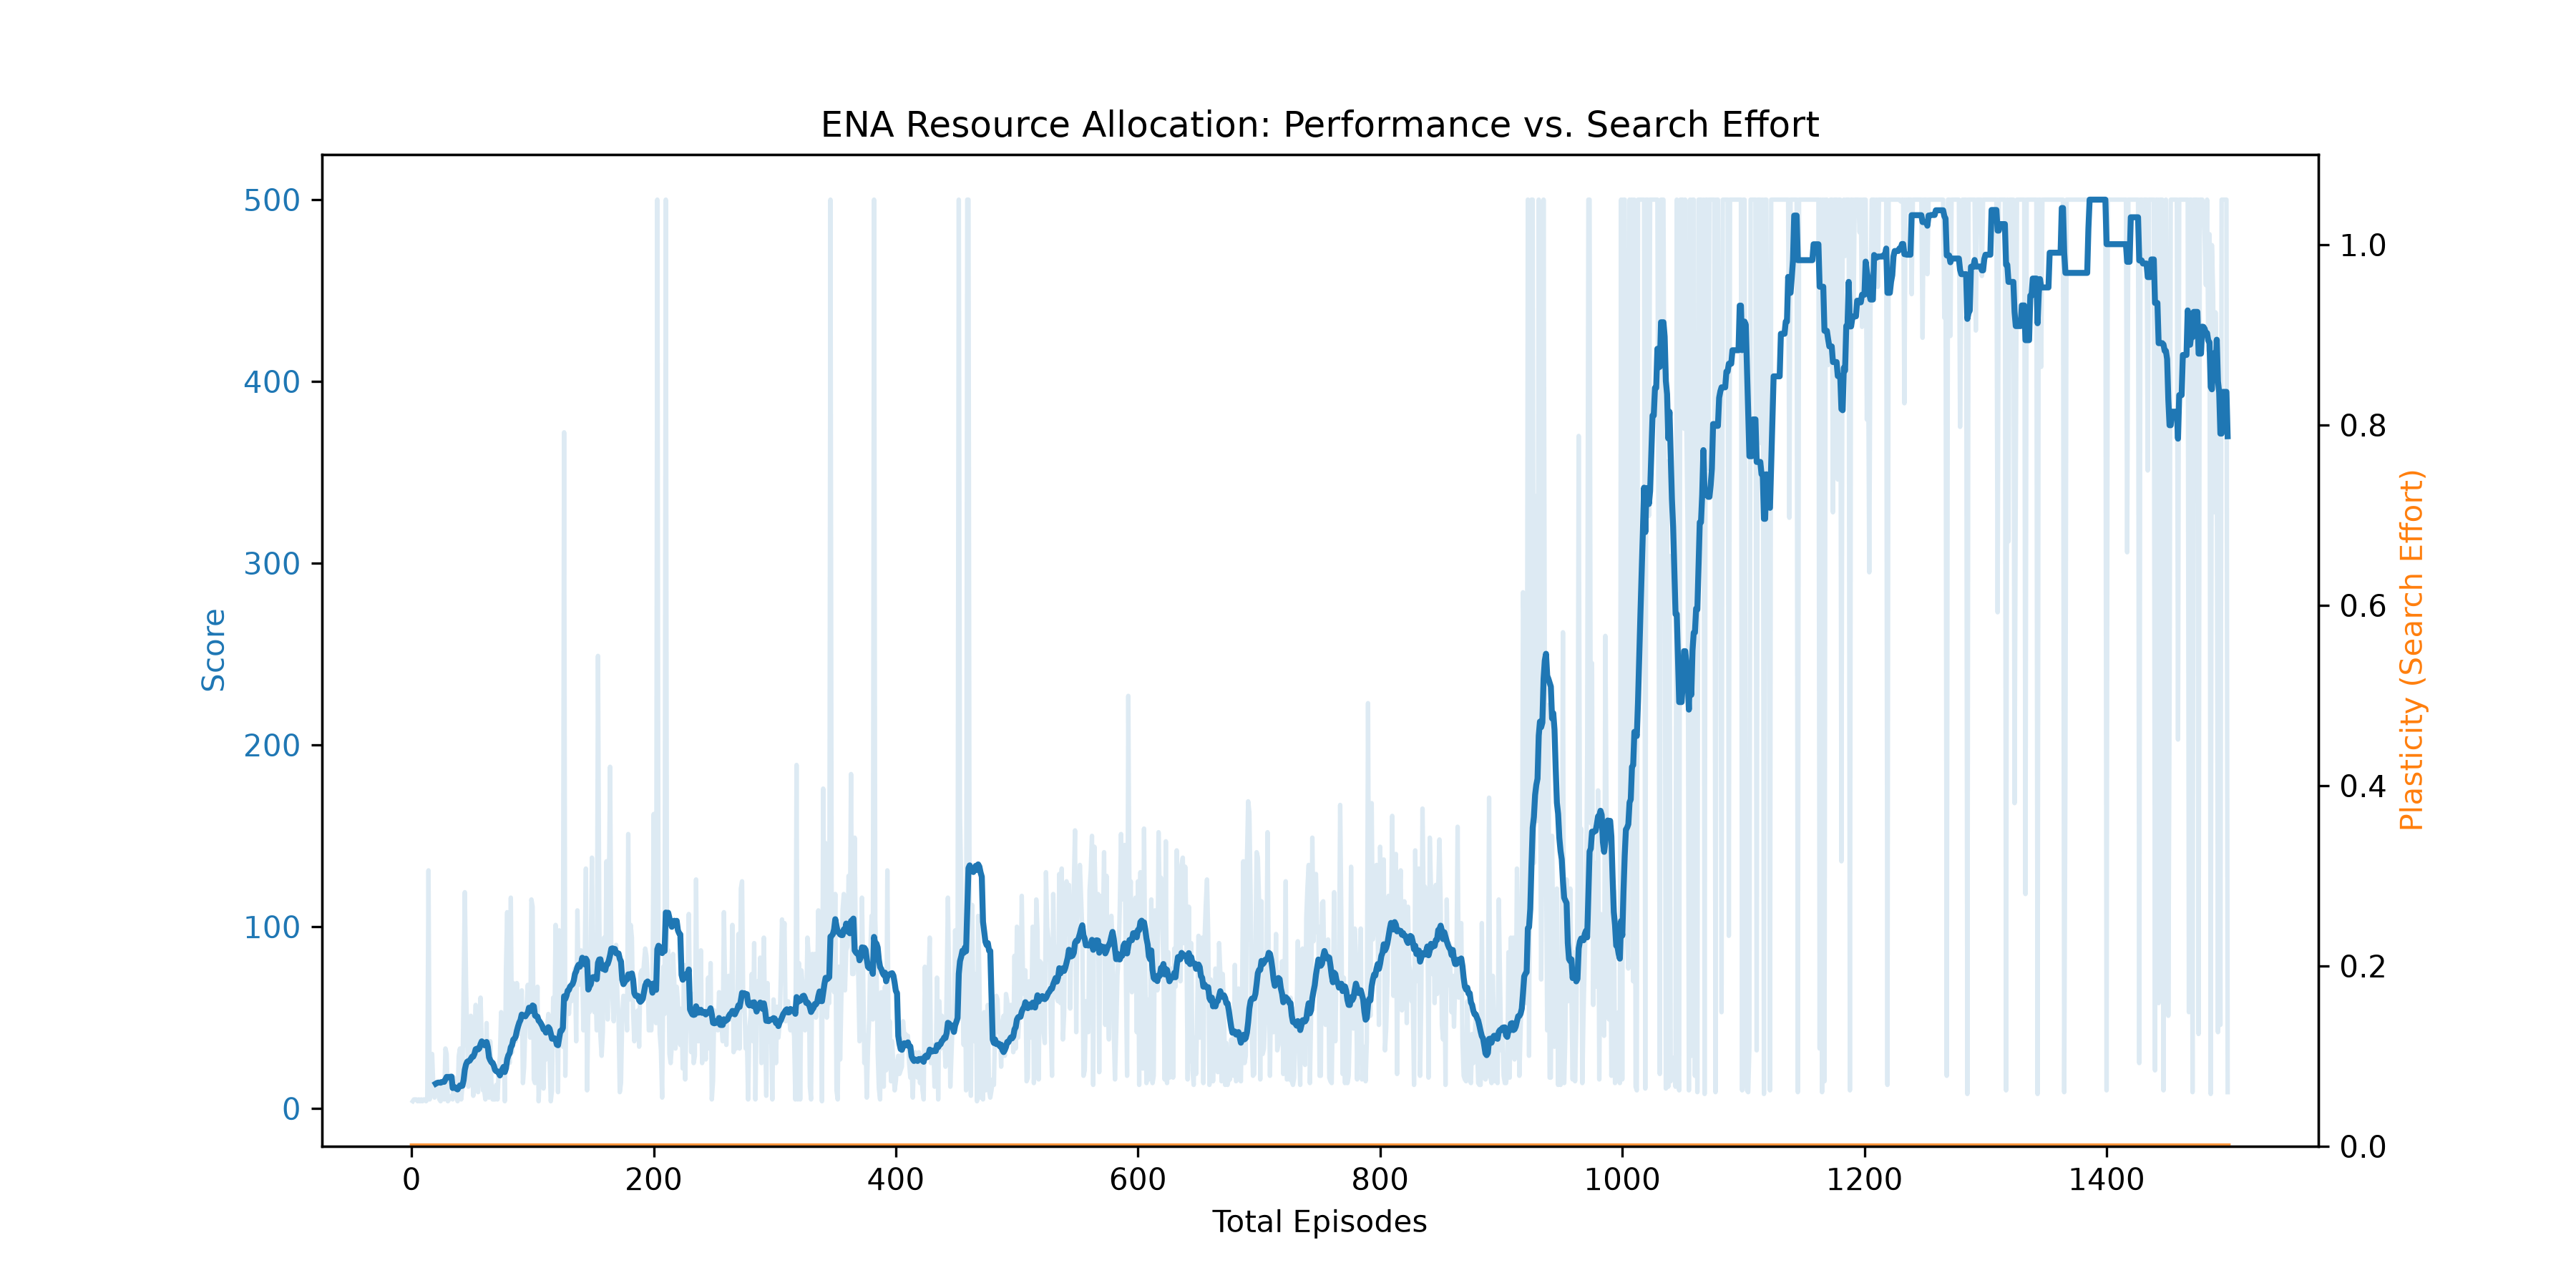 ENA Resource Allocation: Performance vs. Search Effort
500
400
300
200
100
0
Score
1.0
0.8
0.6
0.4
0.2
0.0
Plasticity (Search Effort)
0 200 400 600 800 1000 1200 1400
Total Episodes